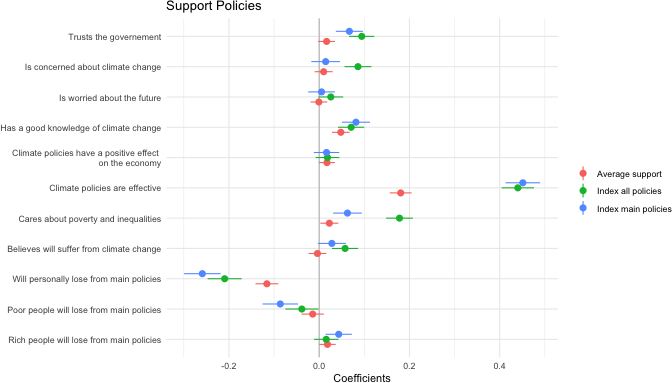 Support Policies
Trusts the governement
Is concerned about climate change
Is worried about the future
Has a good knowledge of climate change
Climate policies have a positive effect
on the economy
Climate policies are effective
Cares about poverty and inequalities
Believes will suffer from climate change
Will personally lose from main policies
Poor people will lose from main policies
Rich people will lose from main policies
-0.2 0.0 0.2 0.4
Coefficients
Average support
Index all policies
Index main policies